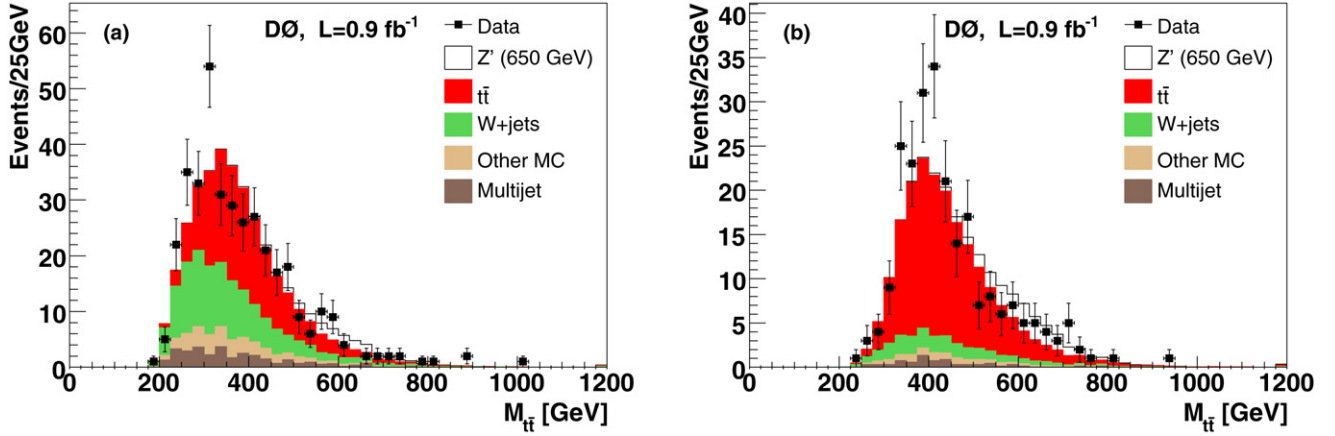 (a) DØ, L=0.9 fb⁻¹
Data
Z' (650 GeV)
tt̄
W+jets
Other MC
Multijet
Events/25GeV
60
50
40
30
20
10
0
0 200 400 600 800 1000 1200
M_tt̄ [GeV]
(b) DØ, L=0.9 fb⁻¹
Data
Z' (650 GeV)
tt̄
W+jets
Other MC
Multijet
Events/25GeV
40
35
30
25
20
15
10
5
0
0 200 400 600 800 1000 1200
M_tt̄ [GeV]